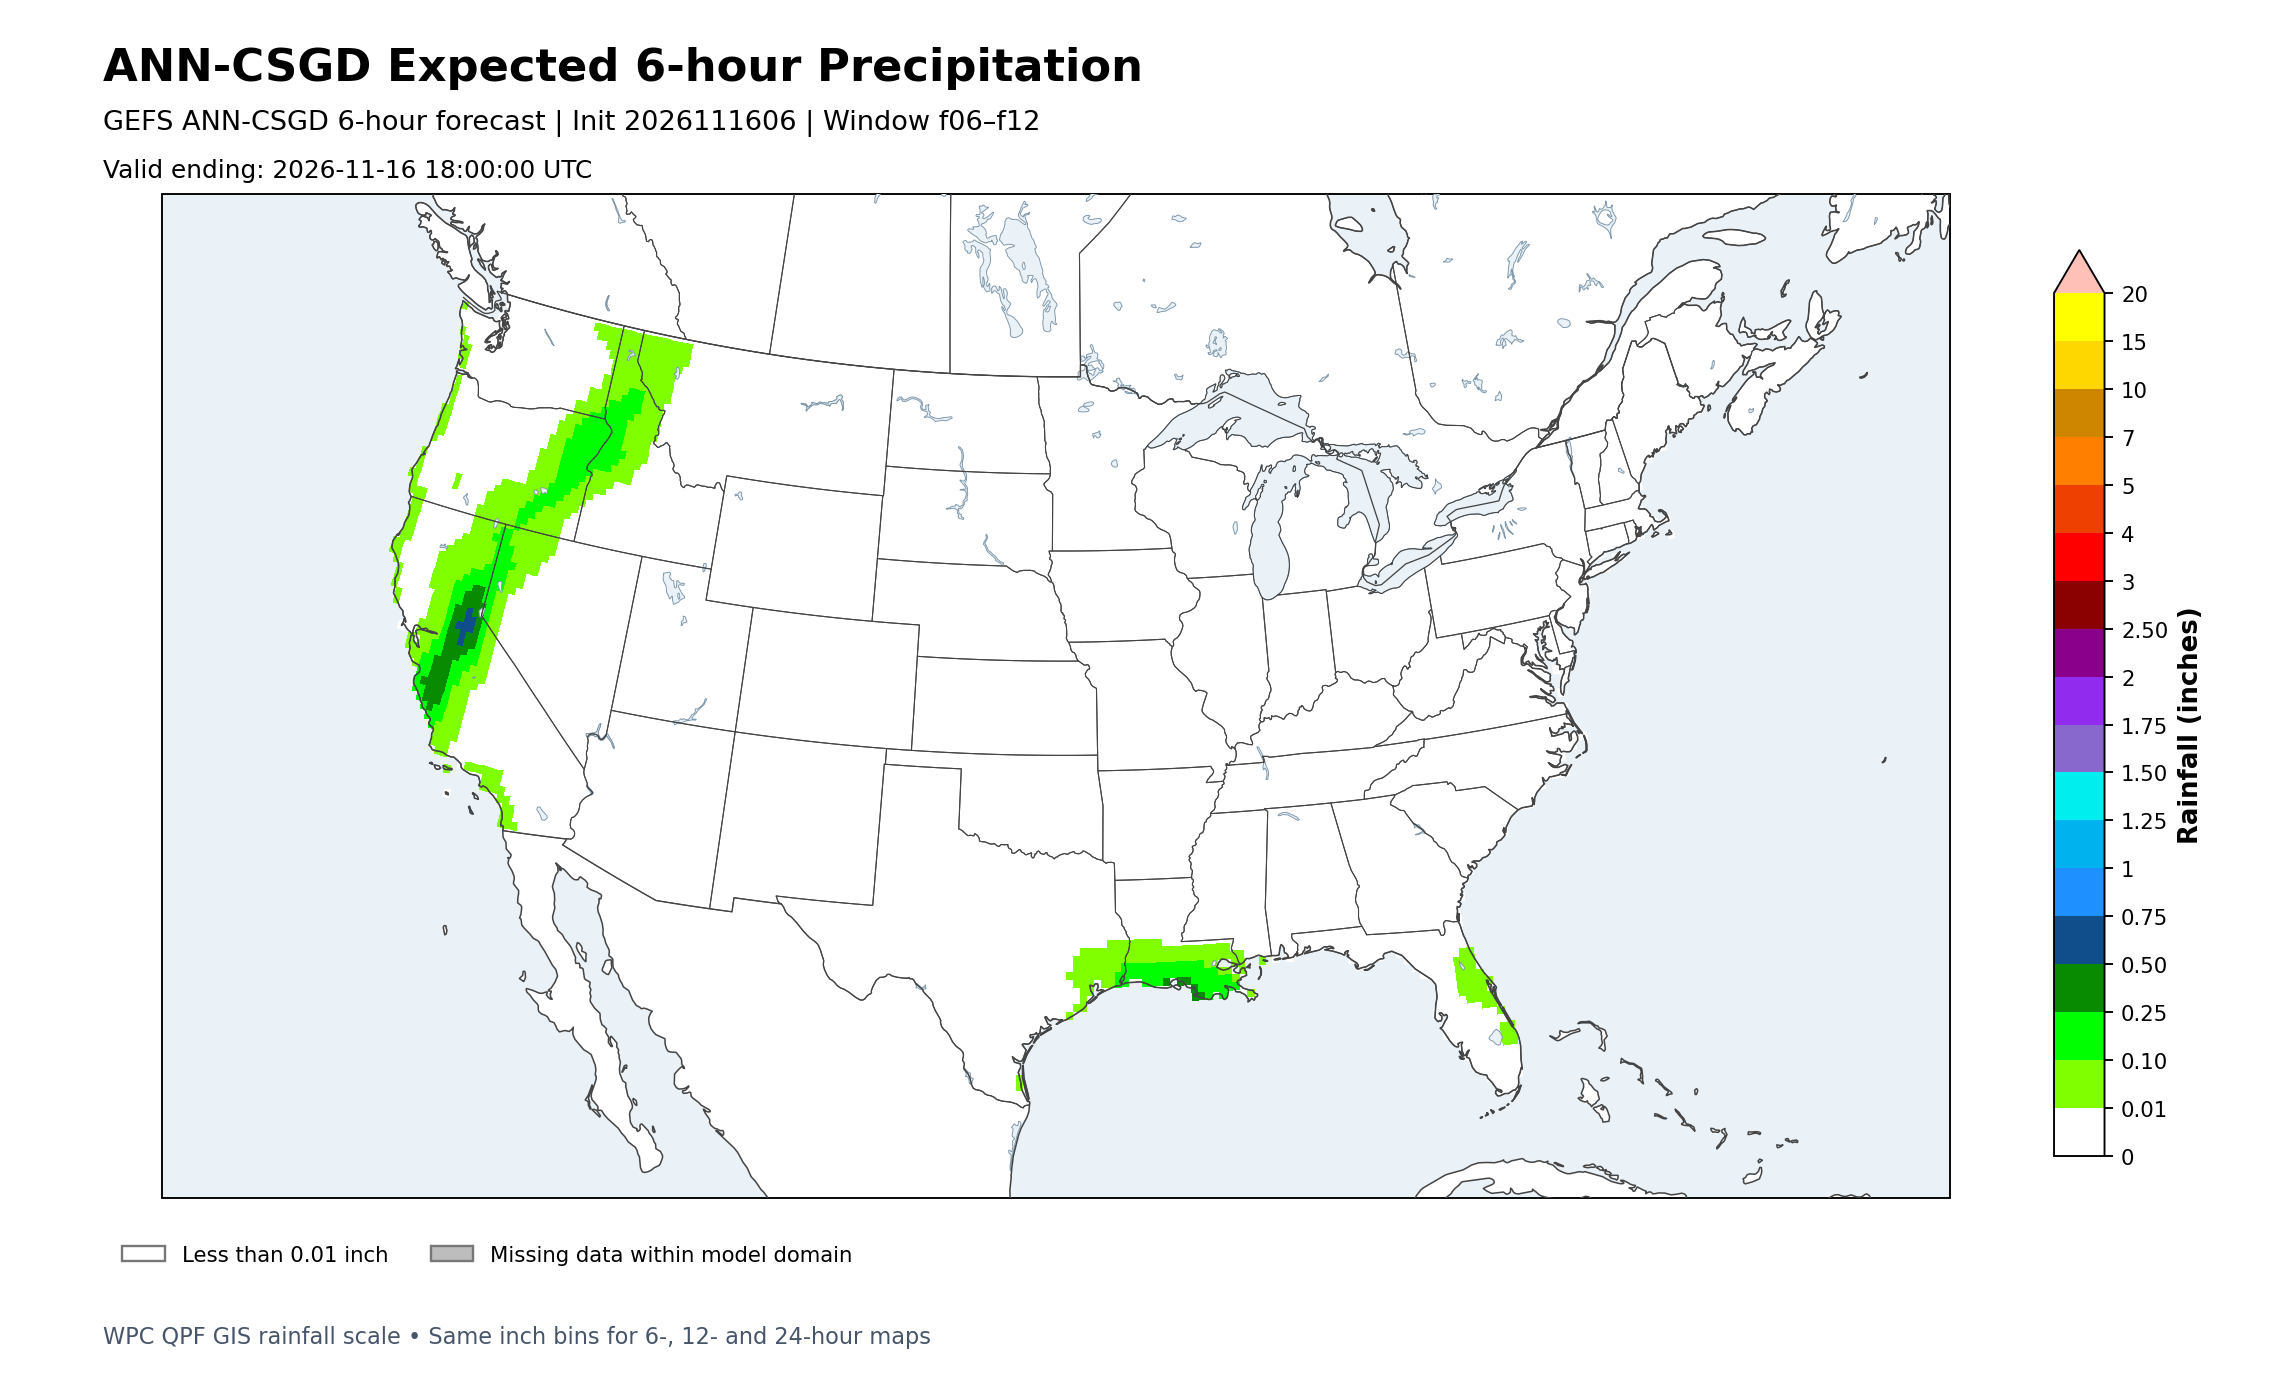 ANN-CSGD Expected 6-hour Precipitation
GEFS ANN-CSGD 6-hour forecast | Init 2026111606 | Window f06–f12
Valid ending: 2026-11-16 18:00:00 UTC
20
15
10
7
5
4
3
2.50
2
1.75
1.50
1.25
1
0.75
0.50
0.25
0.10
0.01
0
Rainfall (inches)
Less than 0.01 inch
Missing data within model domain
WPC QPF GIS rainfall scale • Same inch bins for 6-, 12- and 24-hour maps